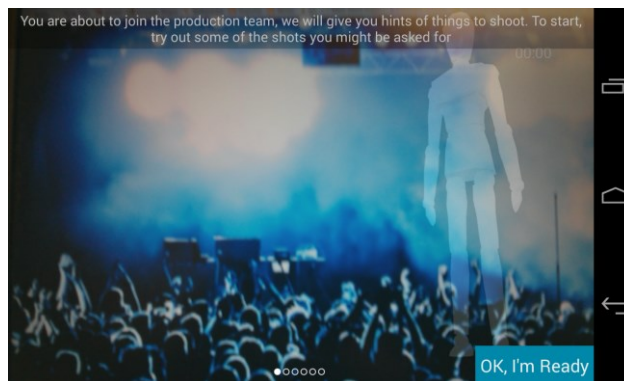 You are about to join the production team, we will give you hints of things to shoot. To start,
try out some of the shots you might be asked for
00:00
OK, I'm Ready